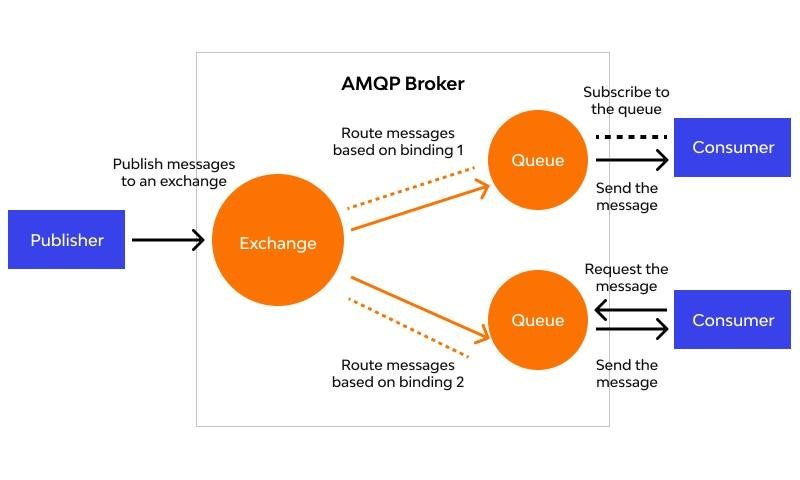 AMQP Broker
Subscribe to
the queue
Route messages
based on binding 1
Queue
Consumer
Publish messages
to an exchange
Send the
message
Publisher
Exchange
Request the
message
Queue
Consumer
Route messages
based on binding 2
Send the
message